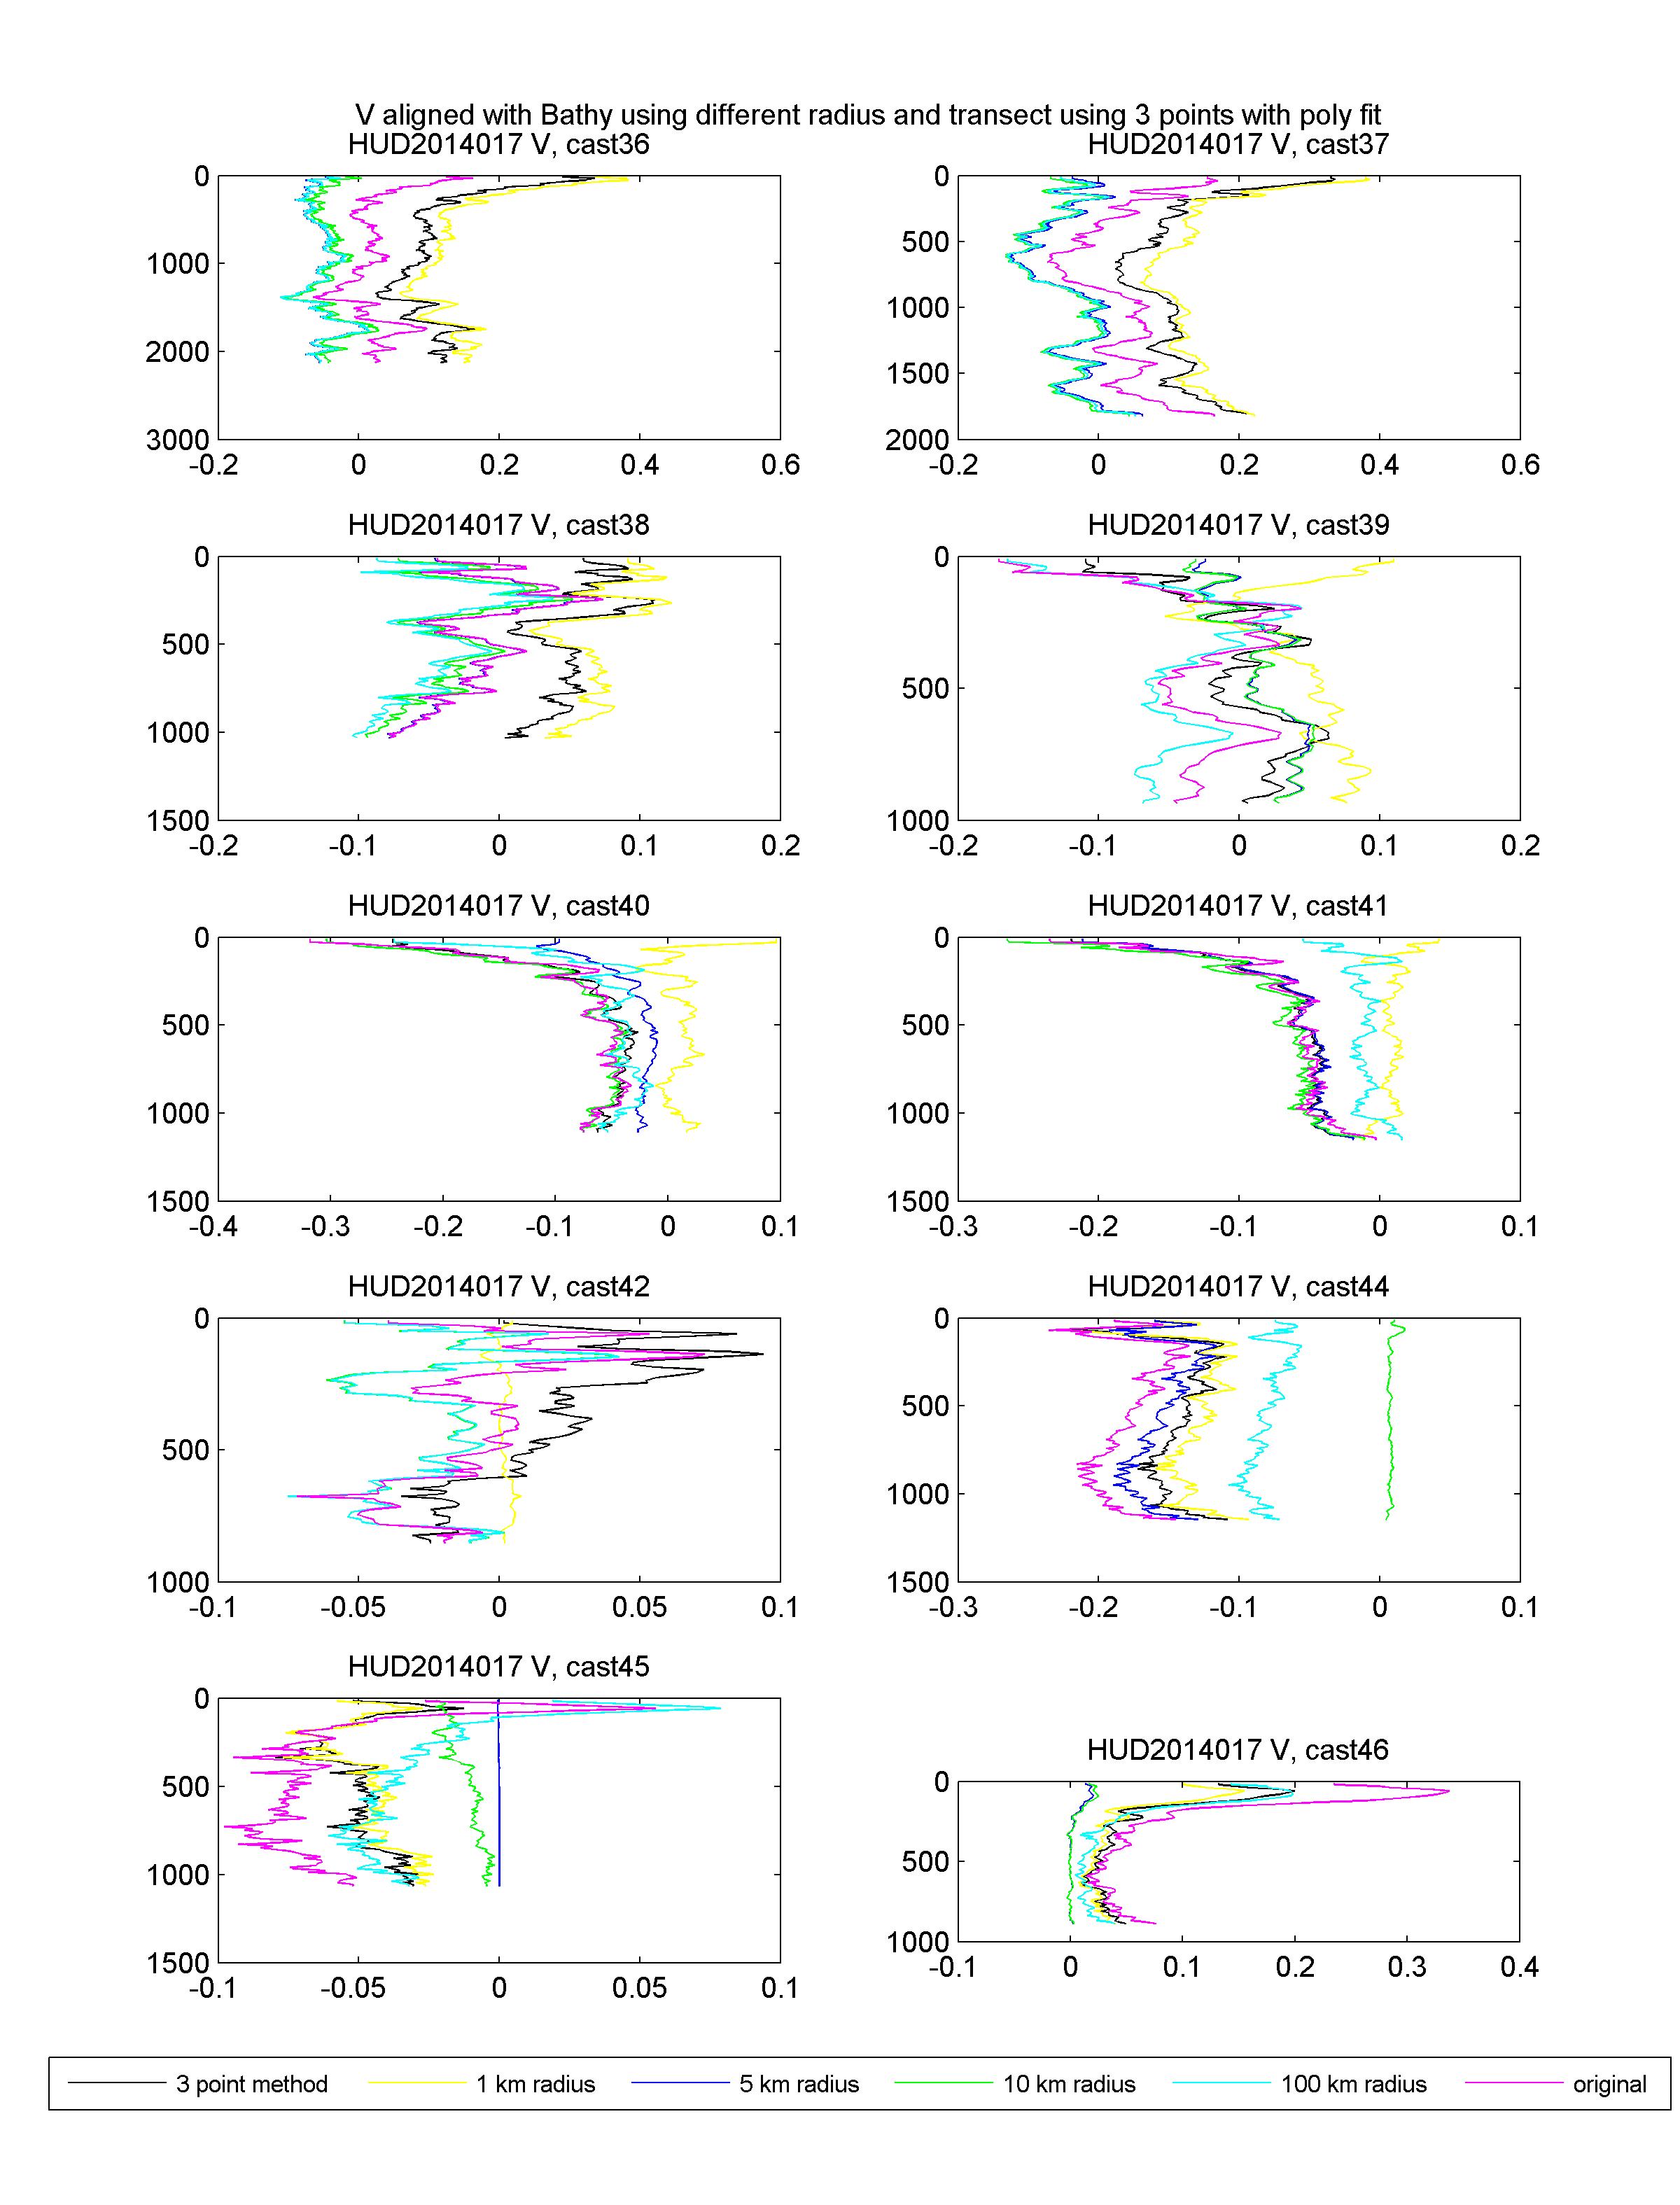 V aligned with Bathy using different radius and transect using 3 points with poly fit
HUD2014017 V, cast36
0
1000
2000
3000
-0.2 0 0.2 0.4 0.6
HUD2014017 V, cast37
0
500
1000
1500
2000
-0.2 0 0.2 0.4 0.6
HUD2014017 V, cast38
0
500
1000
1500
-0.2 -0.1 0 0.1 0.2
HUD2014017 V, cast39
0
500
1000
-0.2 -0.1 0 0.1 0.2
HUD2014017 V, cast40
0
500
1000
1500
-0.4 -0.3 -0.2 -0.1 0 0.1
HUD2014017 V, cast41
0
500
1000
1500
-0.3 -0.2 -0.1 0 0.1
HUD2014017 V, cast42
0
500
1000
-0.1 -0.05 0 0.05 0.1
HUD2014017 V, cast44
0
500
1000
1500
-0.3 -0.2 -0.1 0 0.1
HUD2014017 V, cast45
0
500
1000
1500
-0.1 -0.05 0 0.05 0.1
HUD2014017 V, cast46
0
500
1000
-0.1 0 0.1 0.2 0.3 0.4
3 point method 1 km radius 5 km radius 10 km radius 100 km radius original